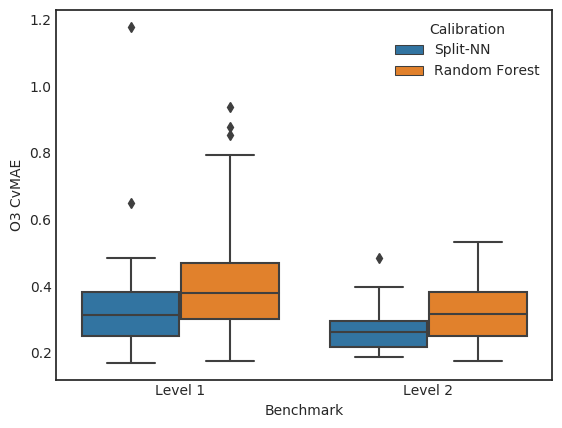 Calibration
Split-NN
Random Forest
O3 CvMAE
1.2
1.0
0.8
0.6
0.4
0.2
Level 1
Level 2
Benchmark